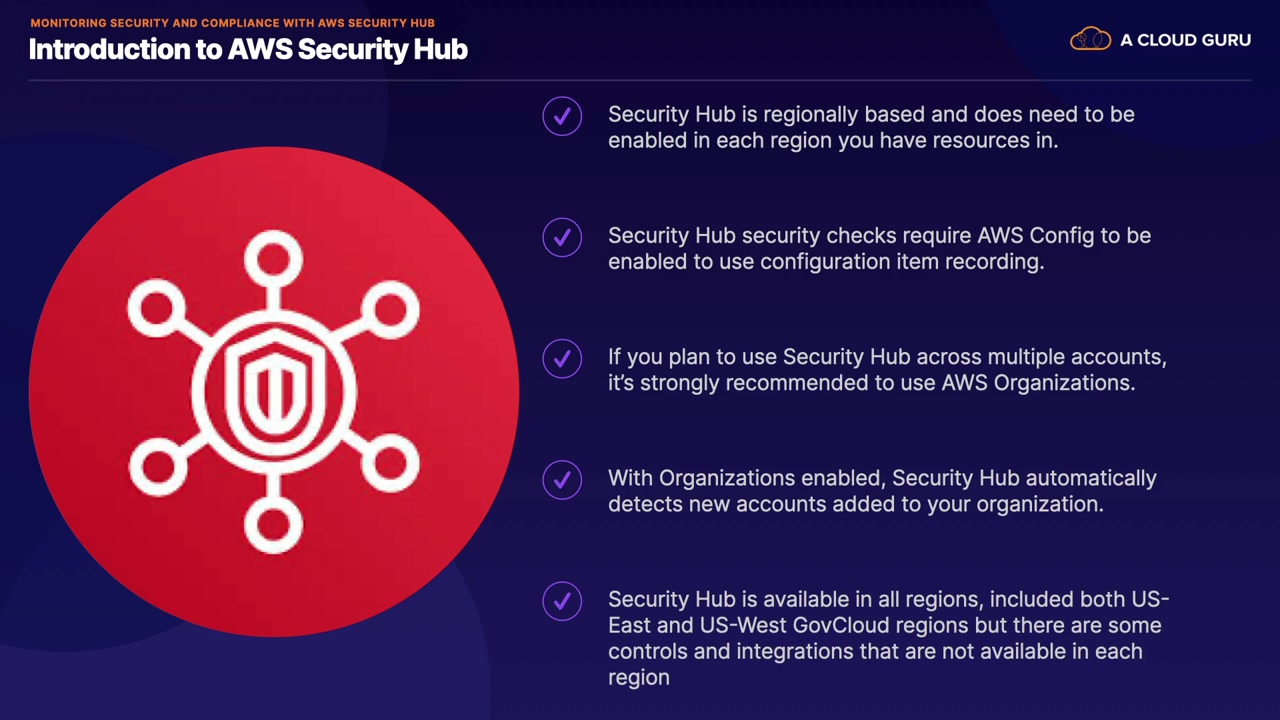 MONITORING SECURITY AND COMPLIANCE WITH AWS SECURITY HUB
Introduction to AWS Security Hub
A CLOUD GURU
Security Hub is regionally based and does need to be
enabled in each region you have resources in.
Security Hub security checks require AWS Config to be
enabled to use configuration item recording.
If you plan to use Security Hub across multiple accounts,
it’s strongly recommended to use AWS Organizations.
With Organizations enabled, Security Hub automatically
detects new accounts added to your organization.
Security Hub is available in all regions, included both US-
East and US-West GovCloud regions but there are some
controls and integrations that are not available in each
region